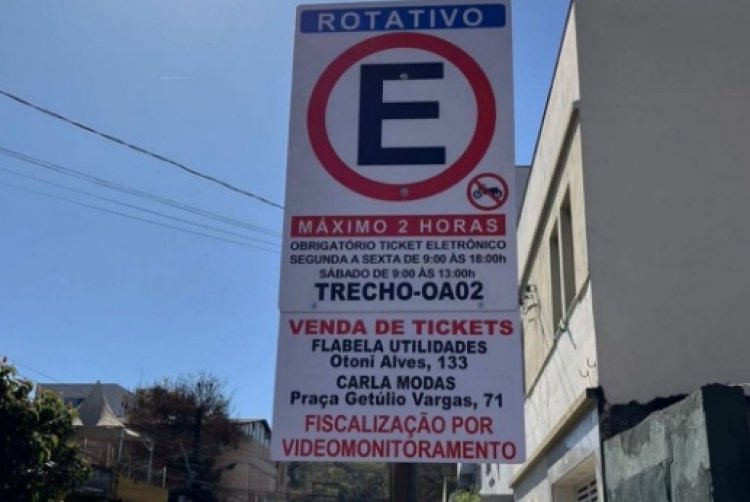 ROTATIVO
E
MÁXIMO 2 HORAS
OBRIGATÓRIO TICKET ELETRÔNICO
SEGUNDA A SEXTA DE 9:00 ÀS 18:00h
SÁBADO DE 9:00 ÀS 13:00h
TRECHO-OA02
VENDA DE TICKETS
FLABELA UTILIDADES
Otoni Alves, 133
CARLA MODAS
Praça Getúlio Vargas, 71
FISCALIZAÇÃO POR
VIDEOMONITORAMENTO